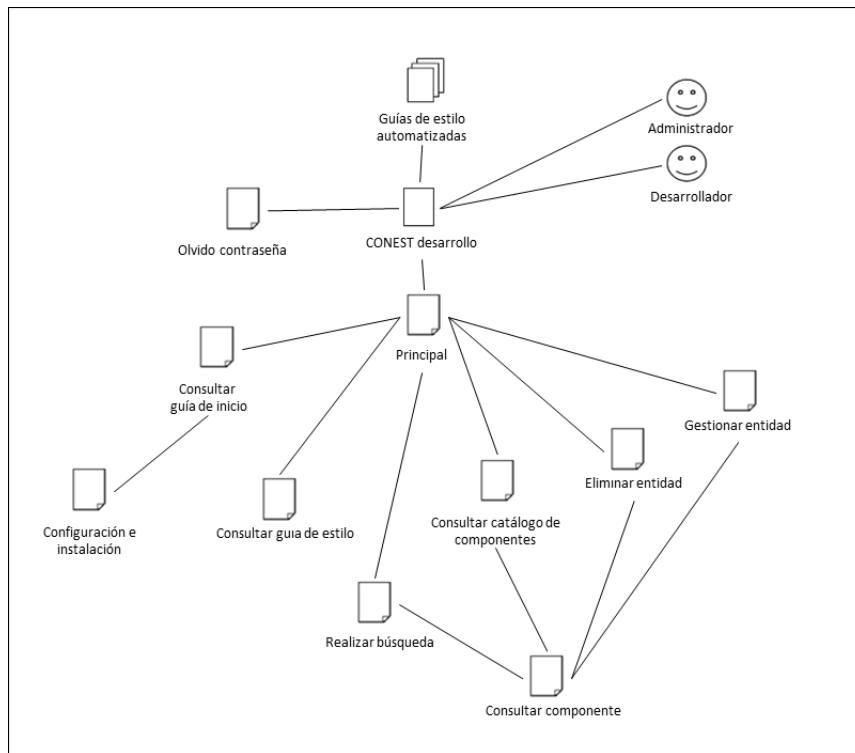 Guías de estilo
automatizadas
Administrador
Desarrollador
Olvido contraseña
CONEST desarrollo
Principal
Consultar
guía de inicio
Gestionar entidad
Eliminar entidad
Configuración e
instalación
Consultar guia de estilo
Consultar catálogo de
componentes
Realizar búsqueda
Consultar componente